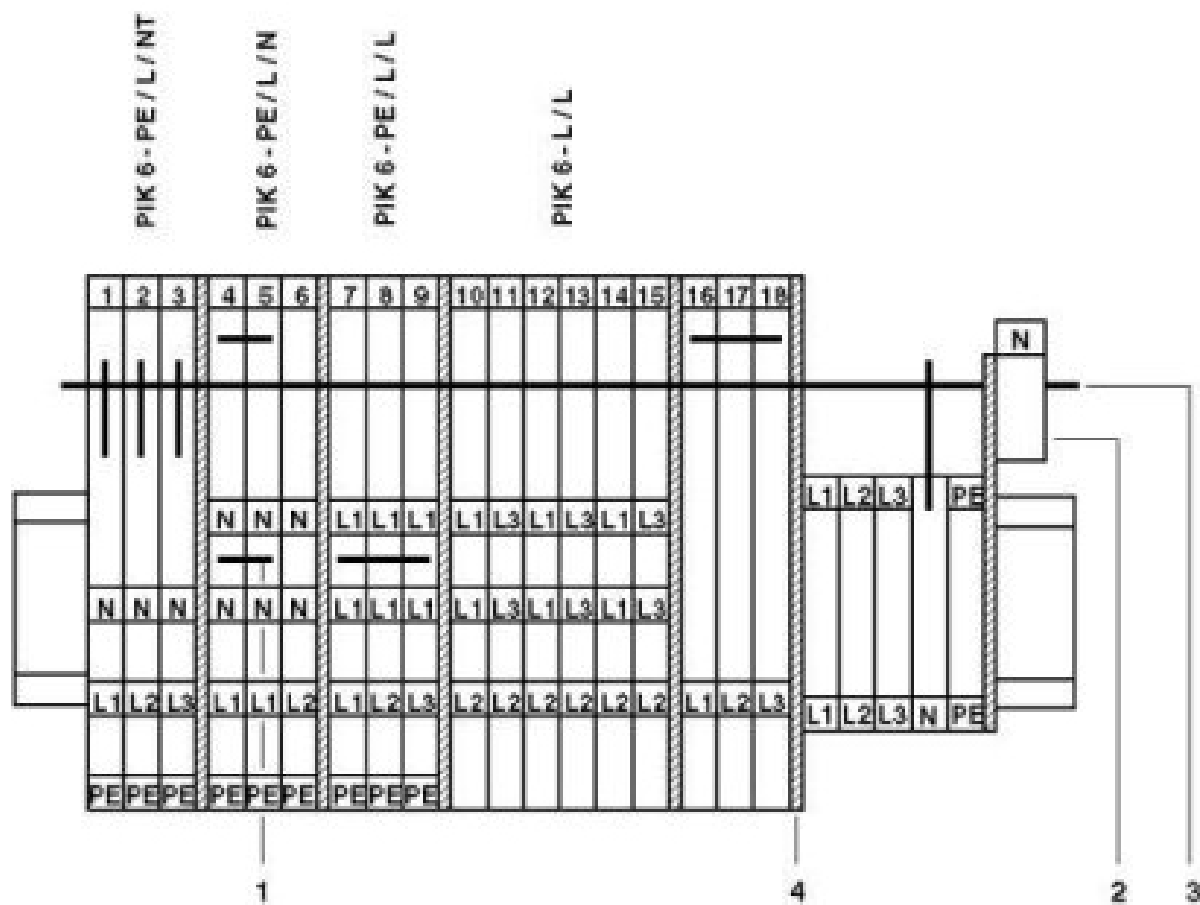 PIK 6 - PE / L / NT
PIK 6 - PE / L / N
PIK 6 - PE / L / L
PIK 6 - L / L
1 2 3 4 5 6 7 8 9 10 11 12 13 14 15 16 17 18
N
L1 L2 L3 PE
N N N L1 L1 L1 L1 L3 L1 L3 L1 L3
N N N N N N L1 L1 L1 L1 L3 L1 L3 L1 L3
L1 L2 L3 L1 L1 L2 L1 L2 L3 L2 L2 L2 L2 L2 L2 L1 L2 L3
L1 L2 L3 N PE
PE PE PE PE PE PE PE PE PE
1 4 2 3